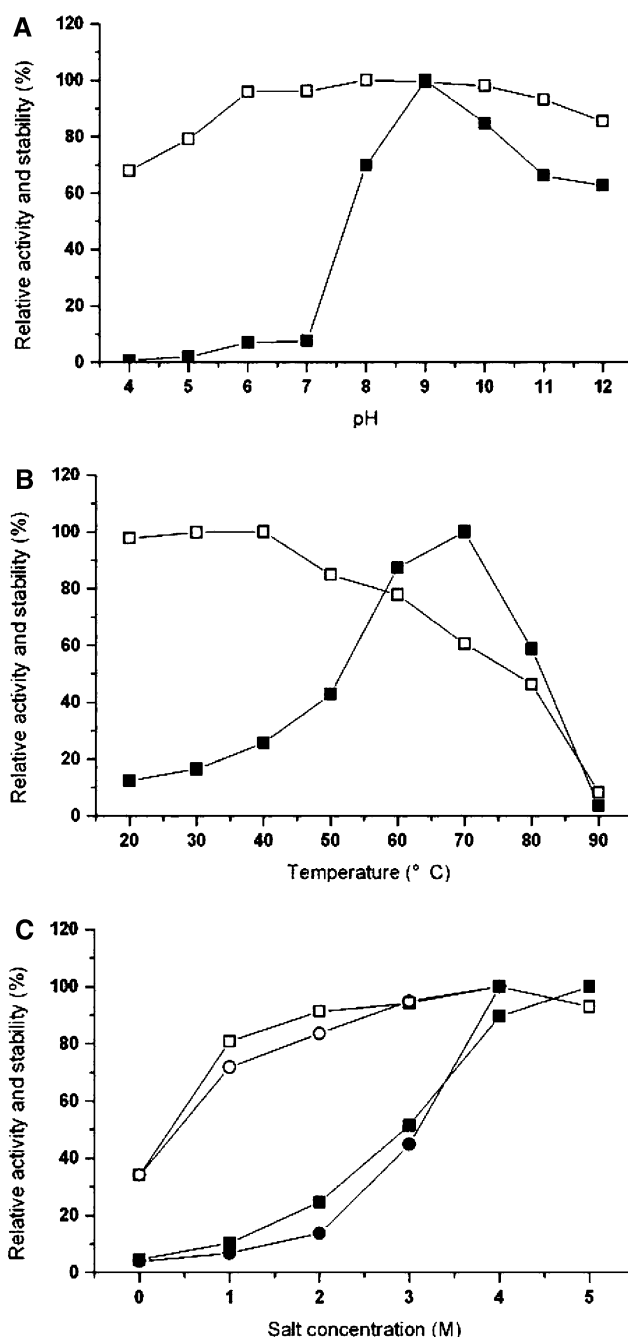 A
Relative activity and stability (%)
120
100
80
60
40
20
0
4 5 6 7 8 9 10 11 12
pH
B
Relative activity and stability (%)
120
100
80
60
40
20
0
20 30 40 50 60 70 80 90
Temperature (° C)
C
Relative activity and stability (%)
120
100
80
60
40
20
0
0 1 2 3 4 5
Salt concentration (M)